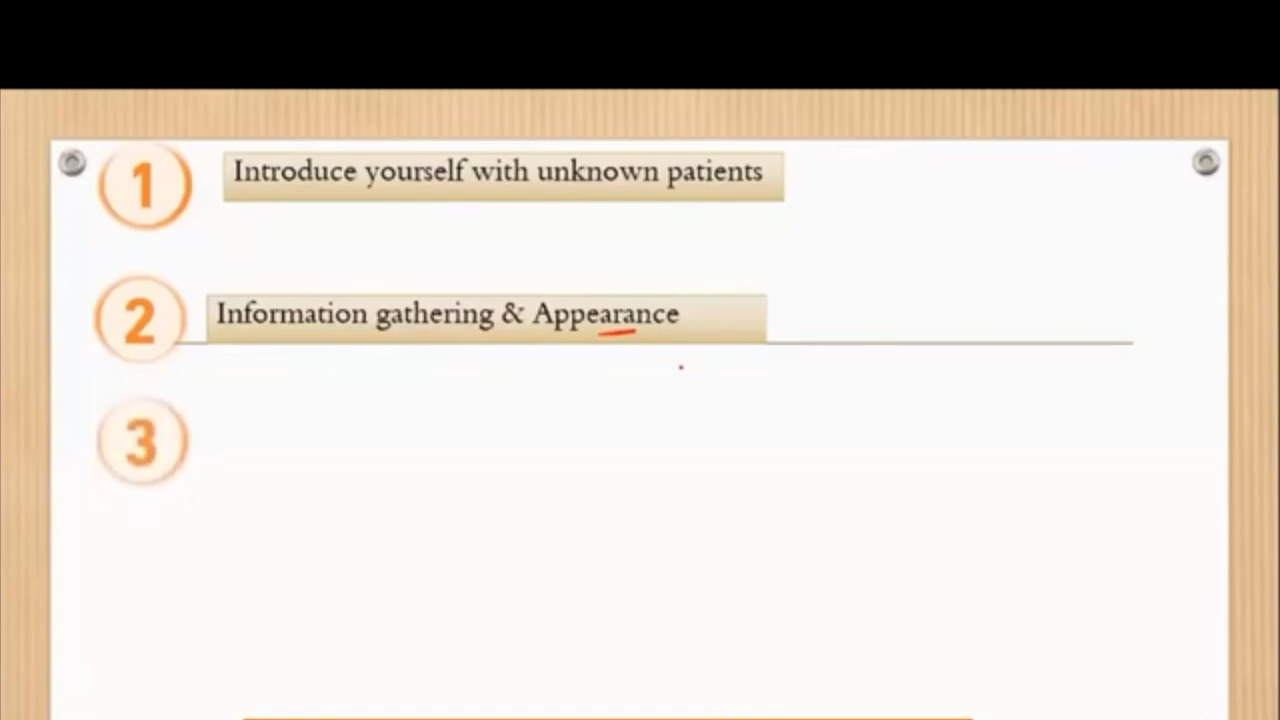 1 Introduce yourself with unknown patients
2 Information gathering & Appearance
3